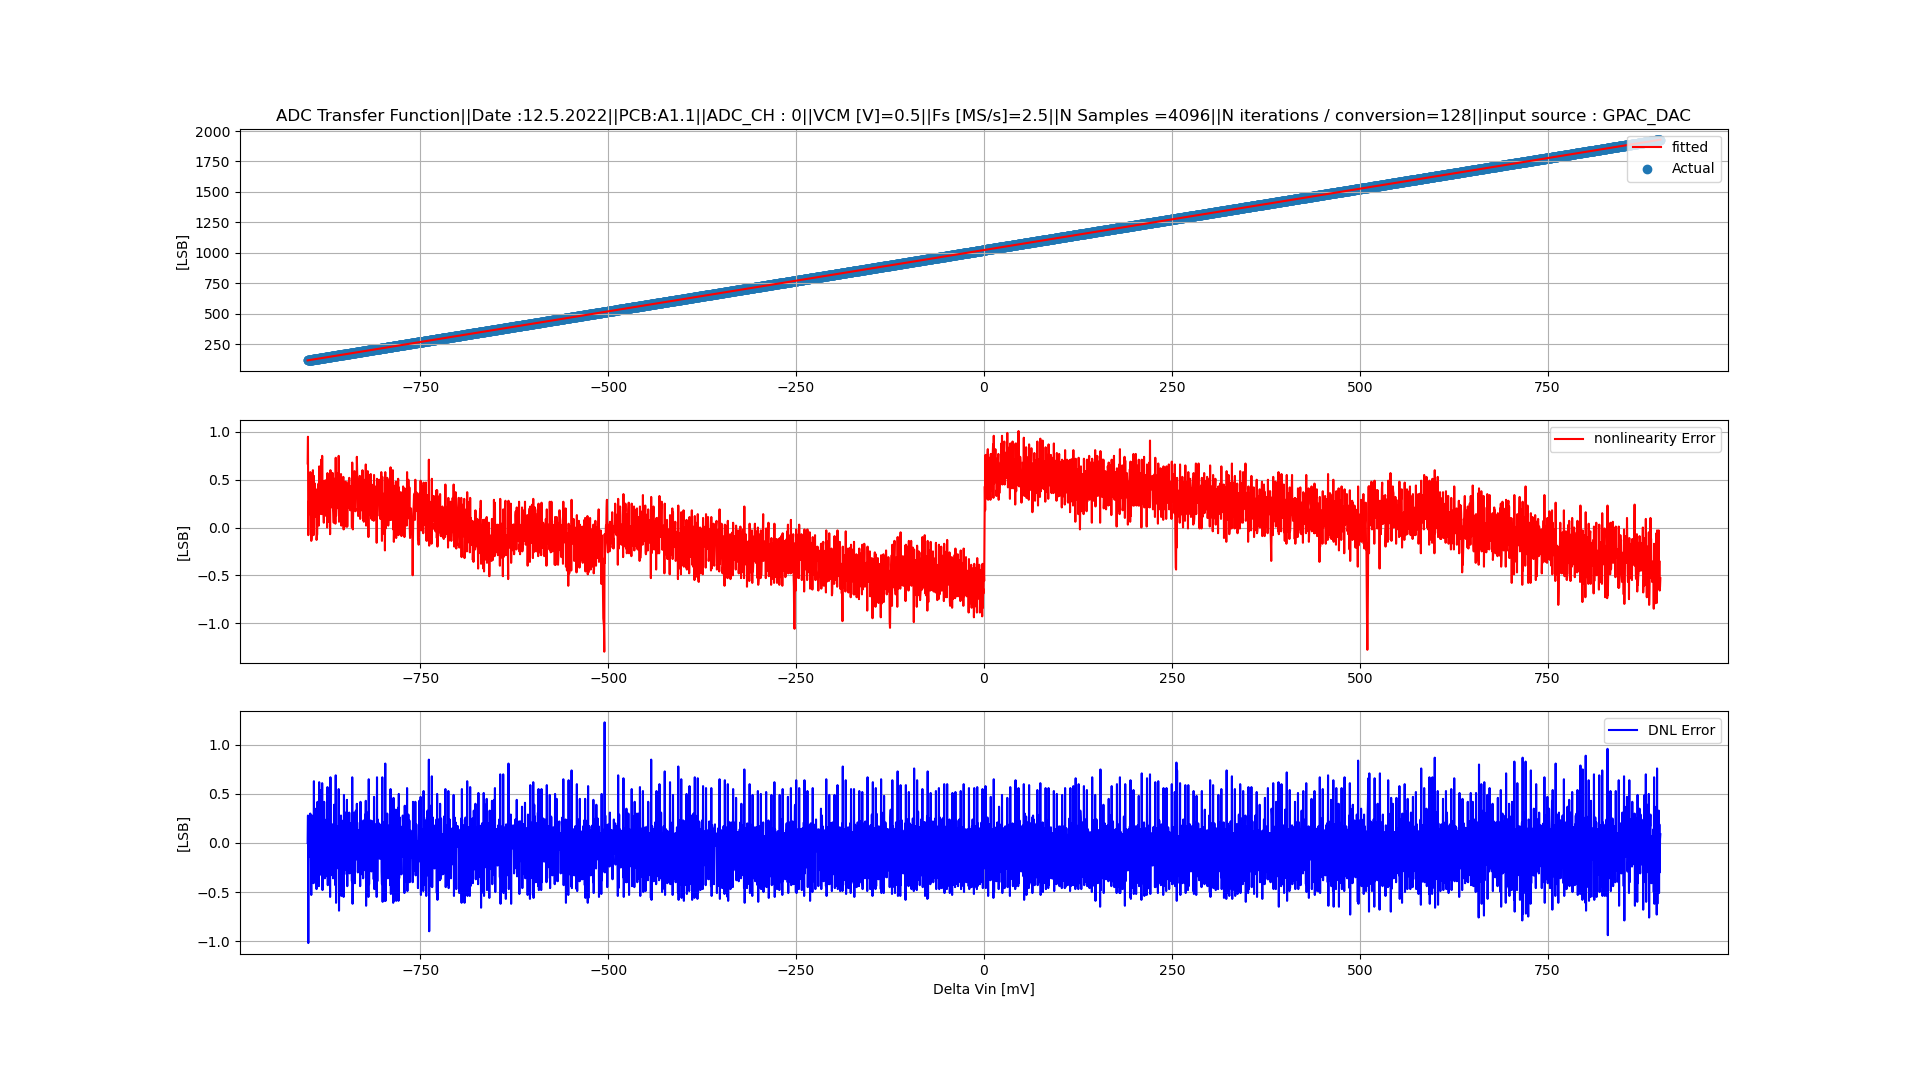 ADC Transfer Function||Date :12.5.2022||PCB:A1.1||ADC_CH : 0||VCM [V]=0.5||Fs [MS/s]=2.5||N Samples =4096||N iterations / conversion=128||input source : GPAC_DAC
2000
1750
1500
1250
1000
750
500
250
[LSB]
fitted
Actual
−750 −500 −250 0 250 500 750
1.0
0.5
0.0
−0.5
−1.0
[LSB]
nonlinearity Error
−750 −500 −250 0 250 500 750
1.0
0.5
0.0
−0.5
−1.0
[LSB]
DNL Error
−750 −500 −250 0 250 500 750
Delta Vin [mV]